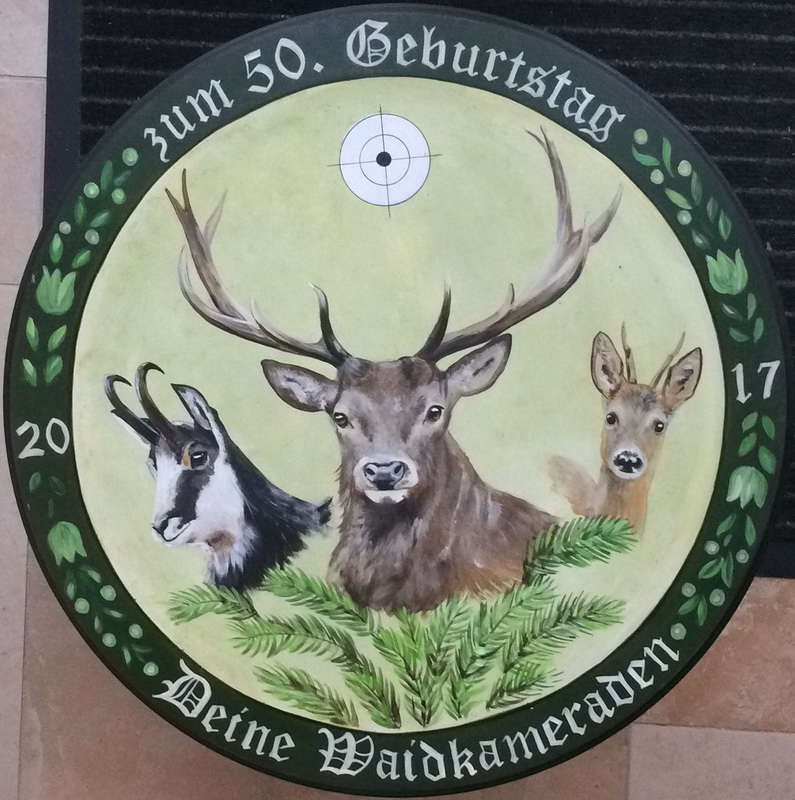 zum 50. Geburtstag
20 17
Deine Waidkameraden